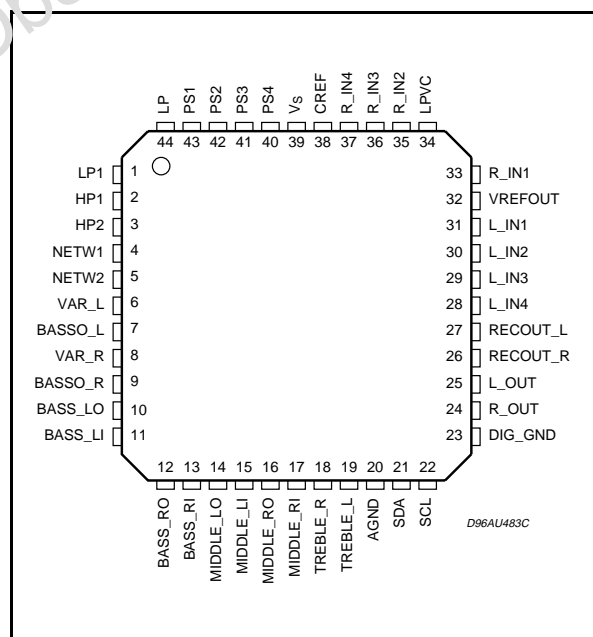 LP PS1 PS2 PS3 PS4 Vs CREF R_IN4 R_IN3 R_IN2 LPVC
44 43 42 41 40 39 38 37 36 35 34
LP1 1 33 R_IN1
HP1 2 32 VREFOUT
HP2 3 31 L_IN1
NETW1 4 30 L_IN2
NETW2 5 29 L_IN3
VAR_L 6 28 L_IN4
BASSO_L 7 27 RECOUT_L
VAR_R 8 26 RECOUT_R
BASSO_R 9 25 L_OUT
BASS_LO 10 24 R_OUT
BASS_LI 11 23 DIG_GND
12 13 14 15 16 17 18 19 20 21 22
BASS_RO BASS_RI MIDDLE_LO MIDDLE_LI MIDDLE_RO MIDDLE_RI TREBLE_R TREBLE_L AGND SDA SCL
D96AU483C